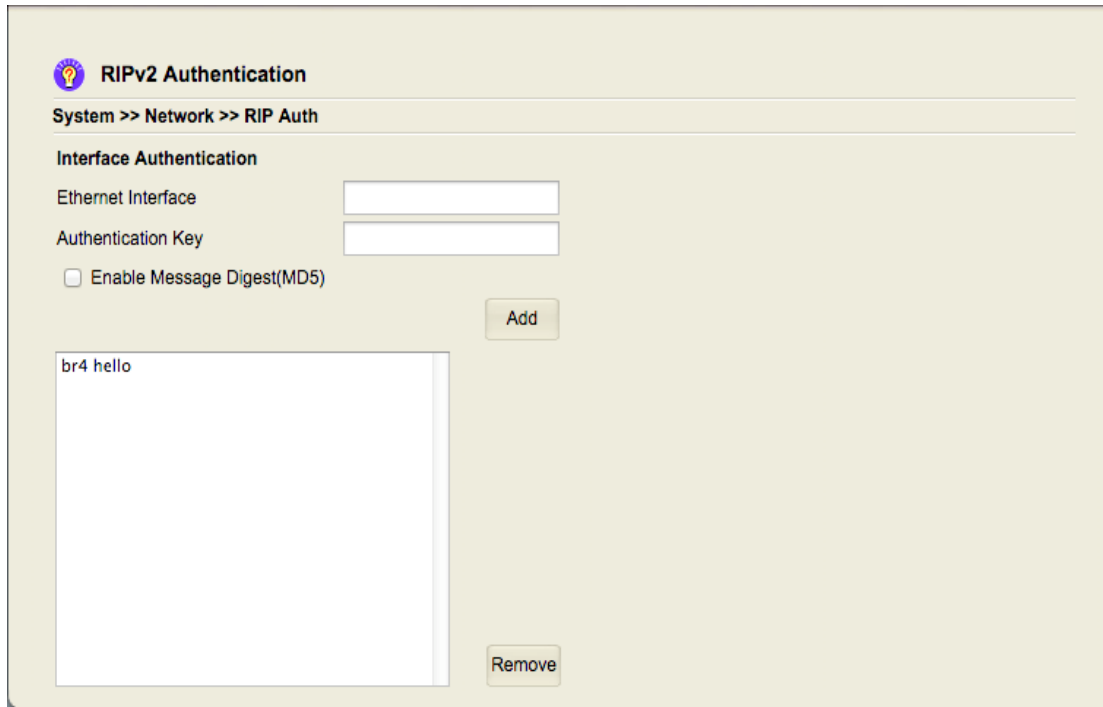 RIPv2 Authentication
System >> Network >> RIP Auth
Interface Authentication
Ethernet Interface
Authentication Key
Enable Message Digest(MD5)
Add
br4 hello
Remove